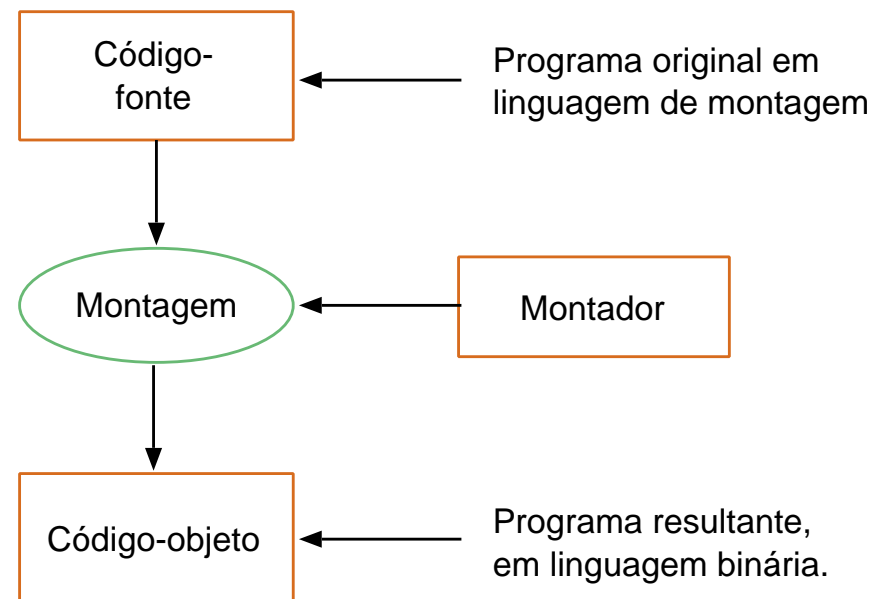 Código-
fonte
Programa original em
linguagem de montagem
Montagem
Montador
Código-objeto
Programa resultante,
em linguagem binária.